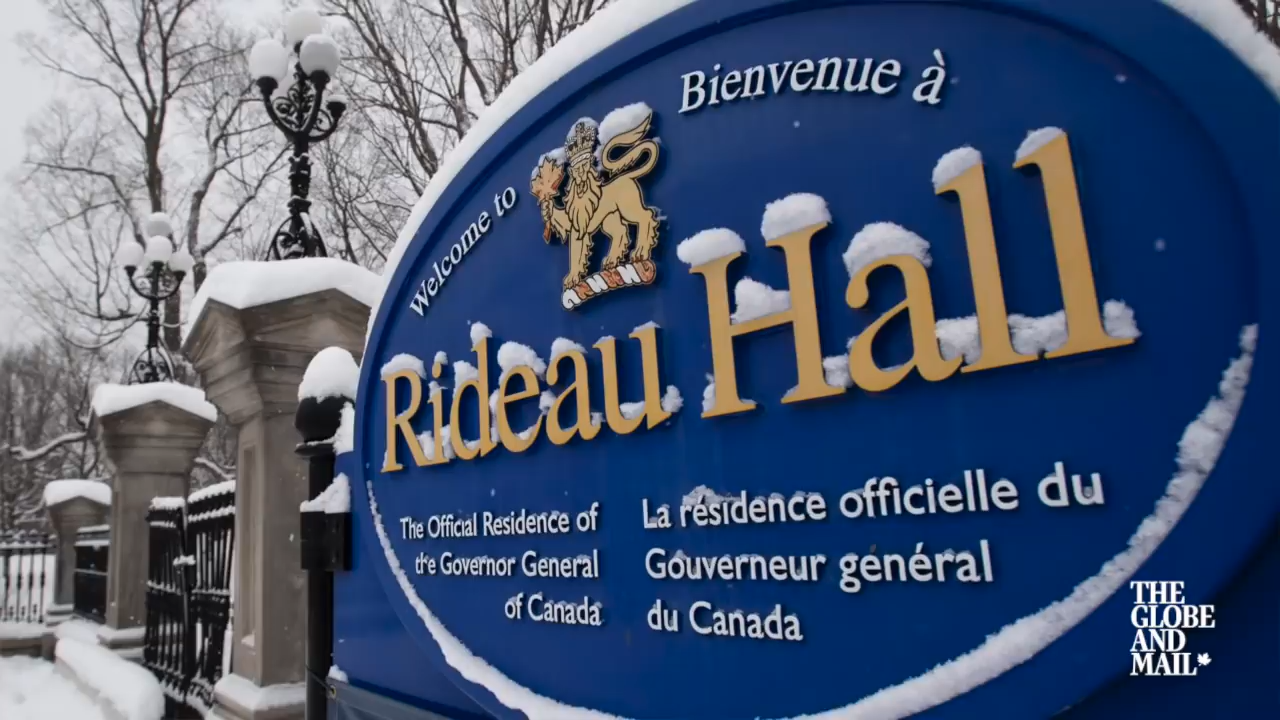 Welcome to
Bienvenue à
Rideau Hall
The Official Residence of
the Governor General
of Canada
La résidence officielle du
Gouverneur général
du Canada
THE
GLOBE
AND
MAIL